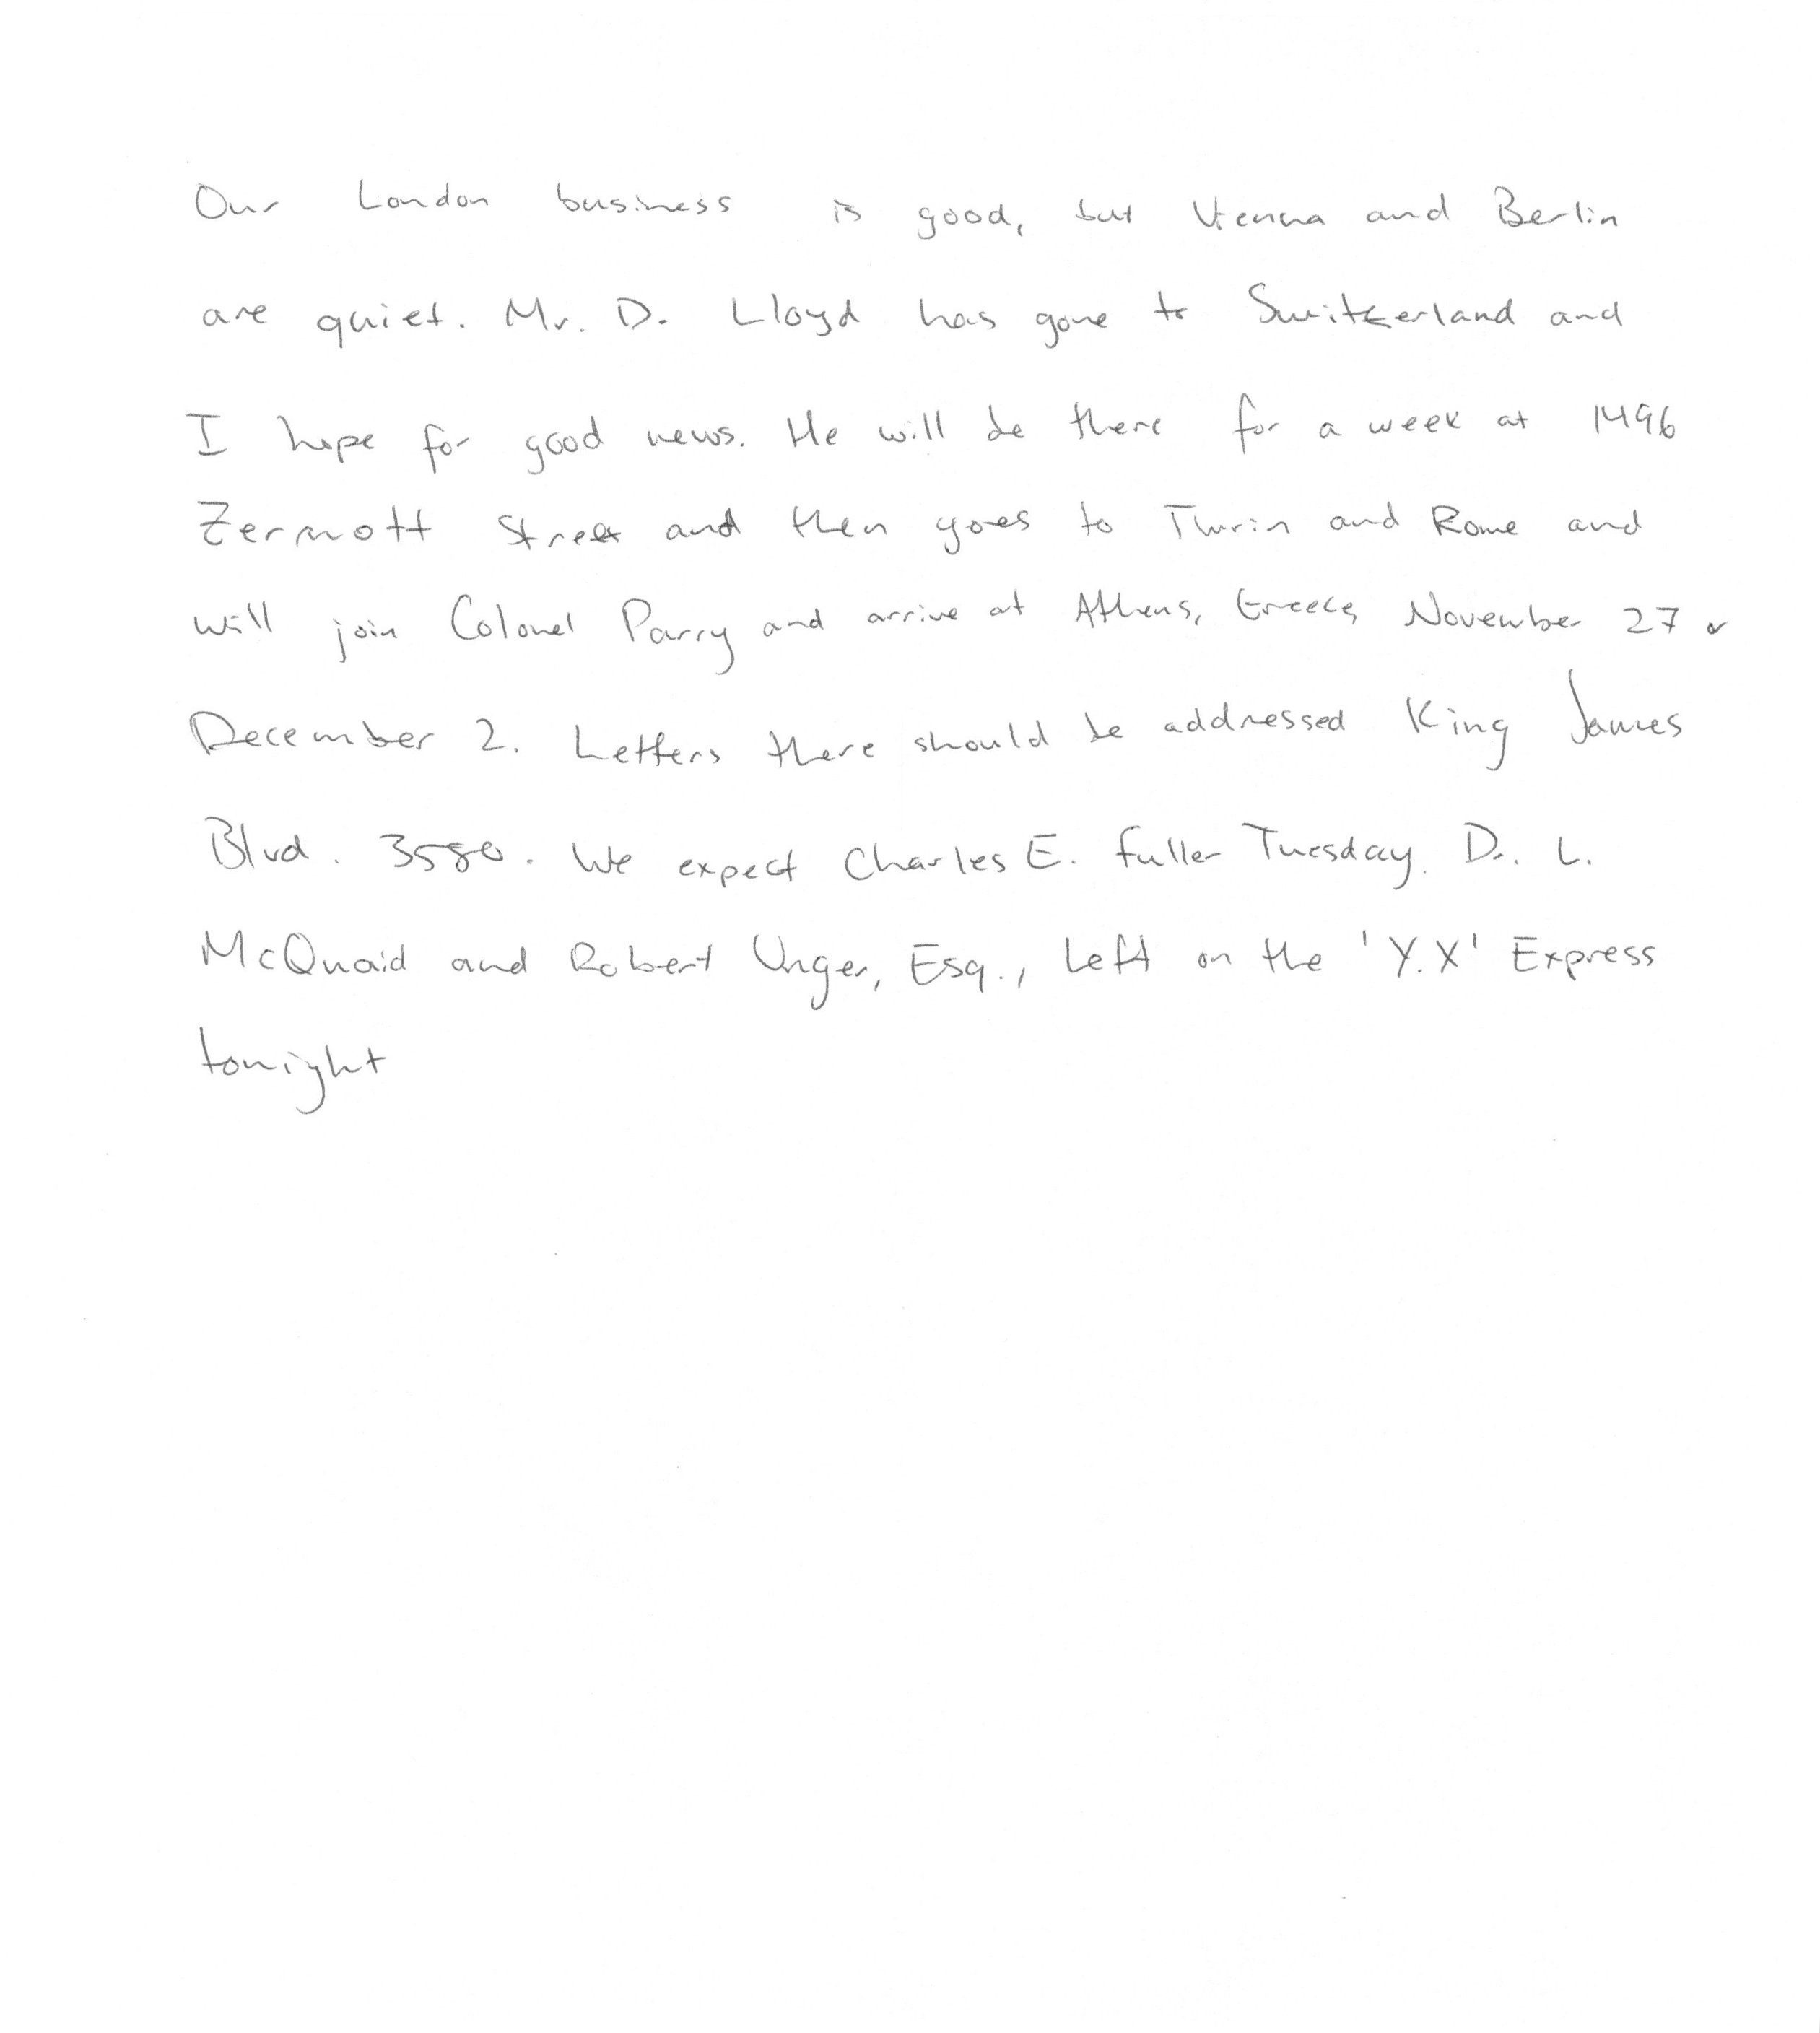 Our London business is good, but Vienna and Berlin
are quiet. Mr. D. Lloyd has gone to Switzerland and
I hope for good news. He will be there for a week at 1496
Zermott Street and then goes to Turin and Rome and
will join Colonel Parry and arrive at Athens, Greece, November 27 or
December 2. Letters there should be addressed King James
Blvd. 3580. We expect Charles E. Fuller Tuesday. Dr. L.
McQuaid and Robert Unger, Esq., left on the 'Y.X' Express
tonight